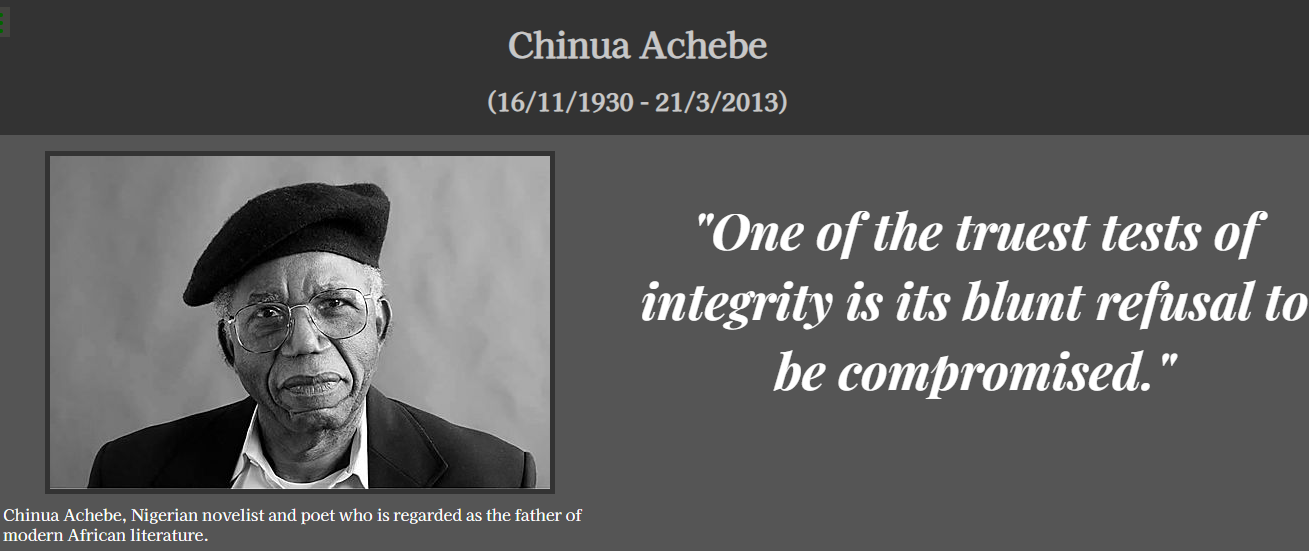 Chinua Achebe
(16/11/1930 - 21/3/2013)
"One of the truest tests of
integrity is its blunt refusal to
be compromised."
Chinua Achebe, Nigerian novelist and poet who is regarded as the father of
modern African literature.